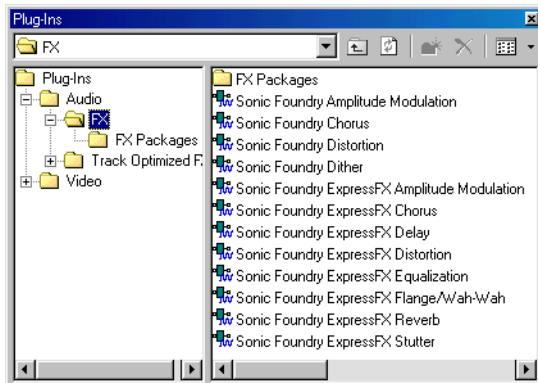 Plug-Ins
FX
Plug-Ins
Audio
FX
FX Packages
Track Optimized F
Video
FX Packages
Sonic Foundry Amplitude Modulation
Sonic Foundry Chorus
Sonic Foundry Distortion
Sonic Foundry Dither
Sonic Foundry ExpressFX Amplitude Modulation
Sonic Foundry ExpressFX Chorus
Sonic Foundry ExpressFX Delay
Sonic Foundry ExpressFX Distortion
Sonic Foundry ExpressFX Equalization
Sonic Foundry ExpressFX Flange/Wah-Wah
Sonic Foundry ExpressFX Reverb
Sonic Foundry ExpressFX Stutter